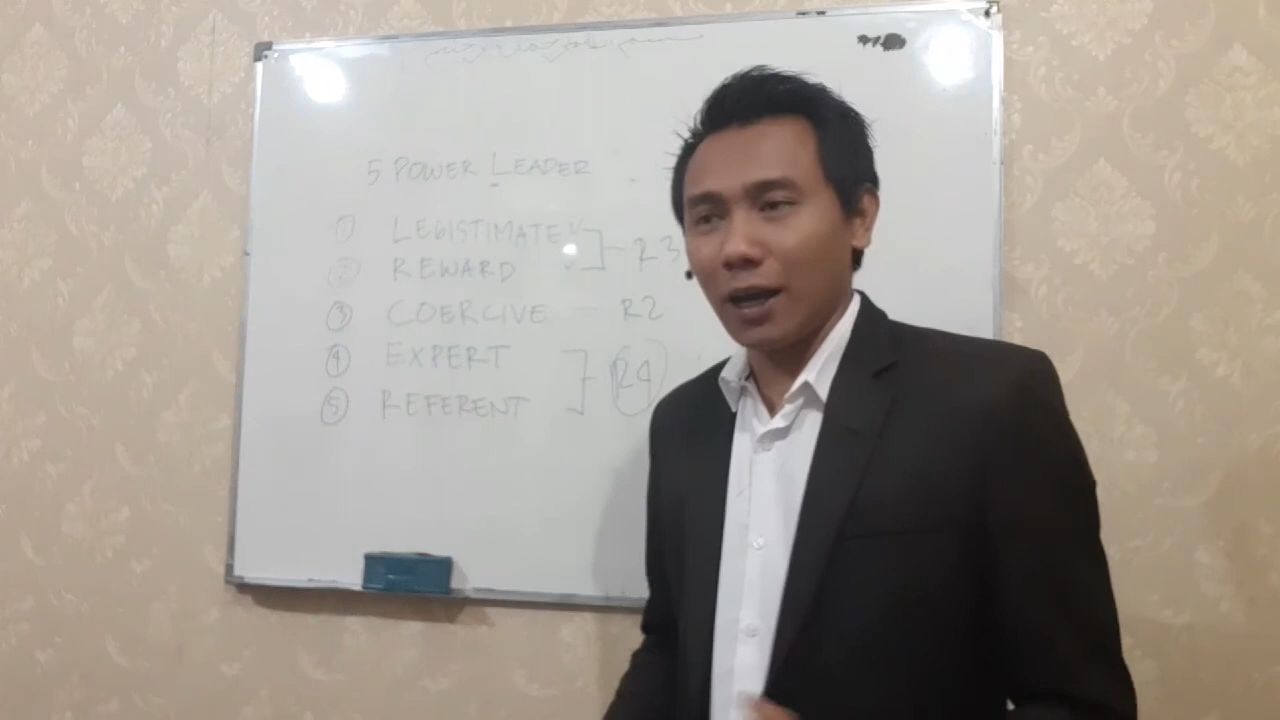 5 POWER LEADER
① LEGISTIMATE
② REWARD ] - R3
③ COERCIVE - R2
④ EXPERT
⑤ REFERENT ] - R4